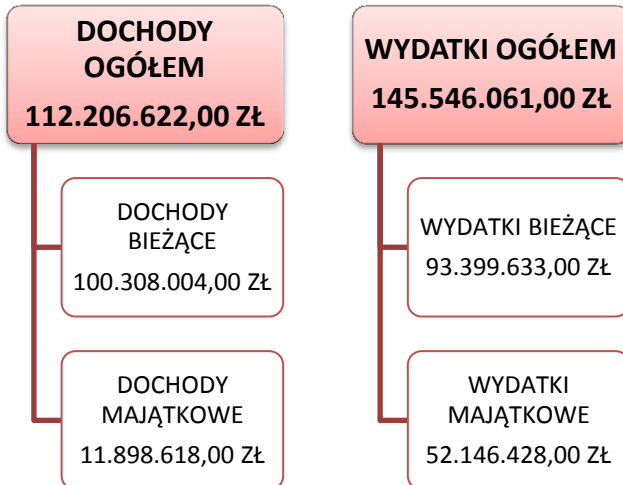 DOCHODY
OGÓŁEM
112.206.622,00 ZŁ
DOCHODY
BIEŻĄCE
100.308.004,00 ZŁ
DOCHODY
MAJĄTKOWE
11.898.618,00 ZŁ
WYDATKI OGÓŁEM
145.546.061,00 ZŁ
WYDATKI BIEŻĄCE
93.399.633,00 ZŁ
WYDATKI
MAJĄTKOWE
52.146.428,00 ZŁ